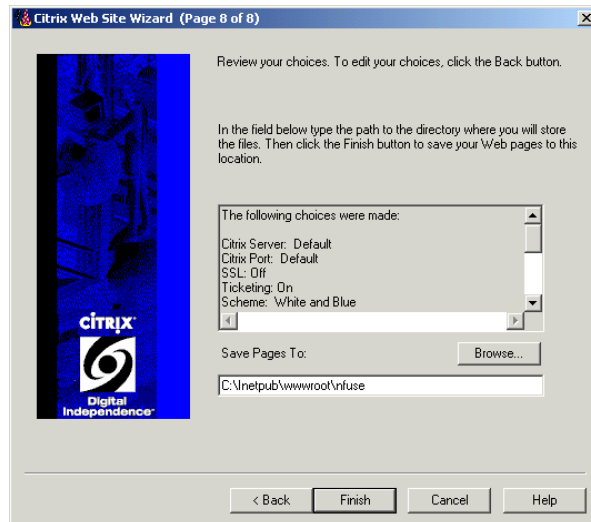 Citrix Web Site Wizard (Page 8 of 8)
Review your choices. To edit your choices, click the Back button.
In the field below type the path to the directory where you will store
the files. Then click the Finish button to save your Web pages to this
location.
The following choices were made:
Citrix Server: Default
Citrix Port: Default
SSL: Off
Ticketing: On
Scheme: White and Blue
CİTRIX
Digital
Independence™
Save Pages To:
Browse...
C:\Inetpub\wwwroot\nfuse
< Back
Finish
Cancel
Help